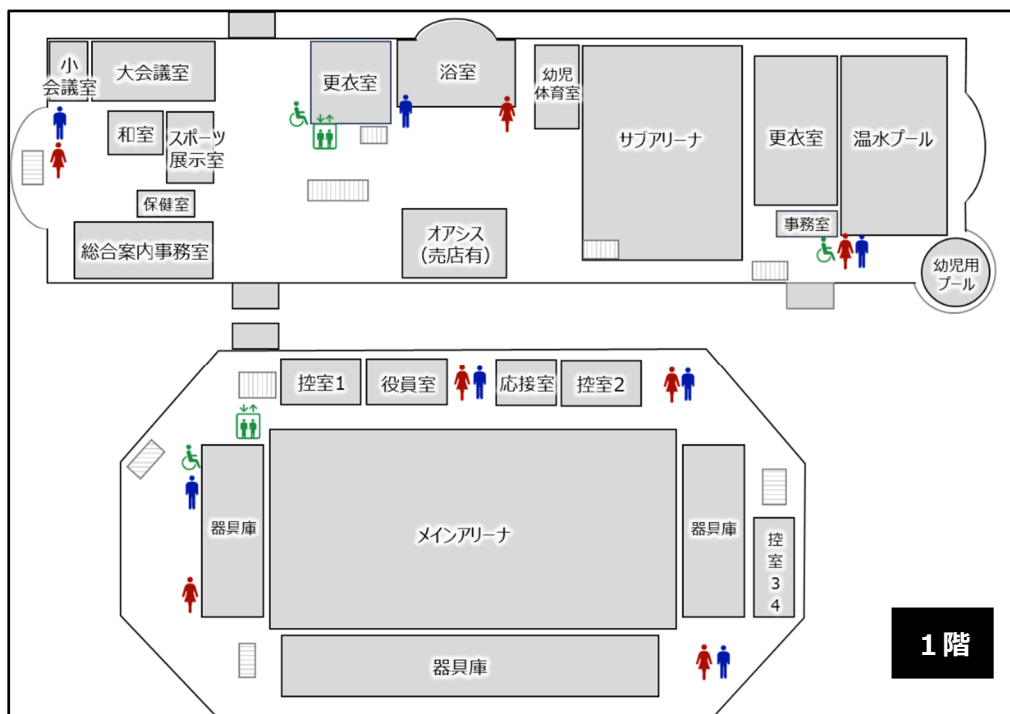 小
会議室
大会議室
更衣室
浴室
幼児
体育室
和室
スポーツ
展示室
サブアリーナ
更衣室
温水プール
保健室
総合案内事務室
オアシス
(売店有)
事務室
幼児用
プール
控室1
役員室
応接室
控室2
器具庫
メインアリーナ
器具庫
控
室
3
4
器具庫
1階